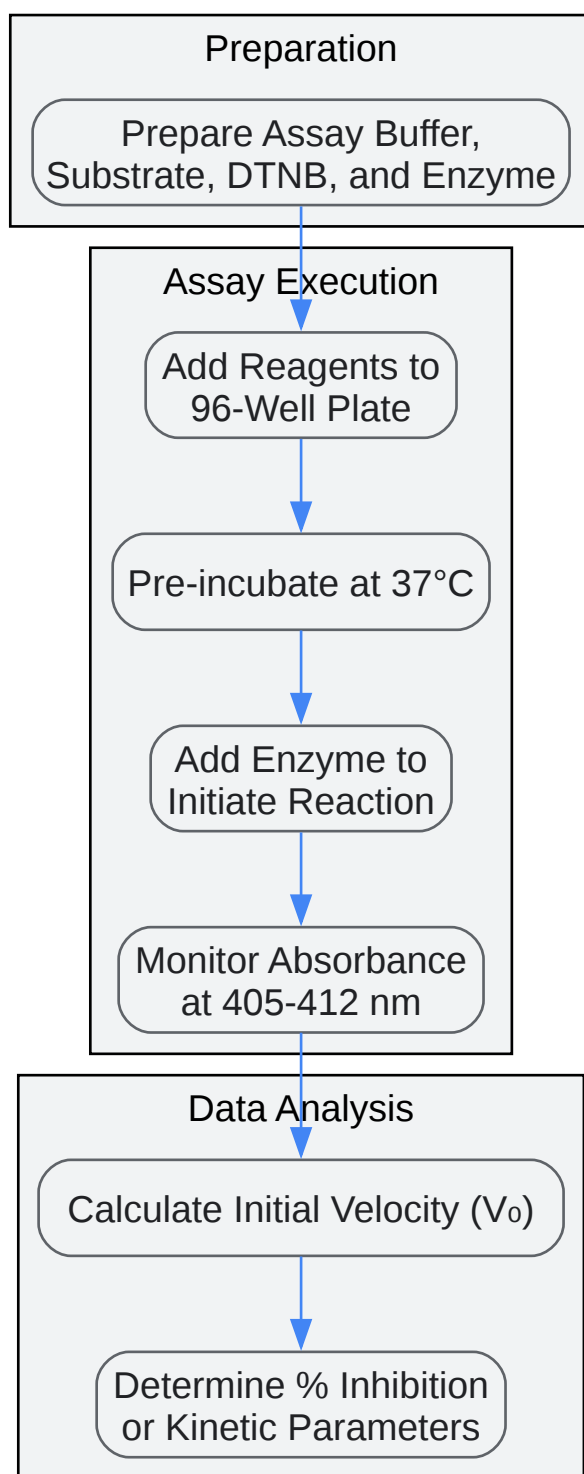 Preparation
Prepare Assay Buffer,
Substrate, DTNB, and Enzyme
Assay Execution
Add Reagents to
96-Well Plate
Pre-incubate at 37°C
Add Enzyme to
Initiate Reaction
Monitor Absorbance
at 405-412 nm
Data Analysis
Calculate Initial Velocity (V₀)
Determine % Inhibition
or Kinetic Parameters